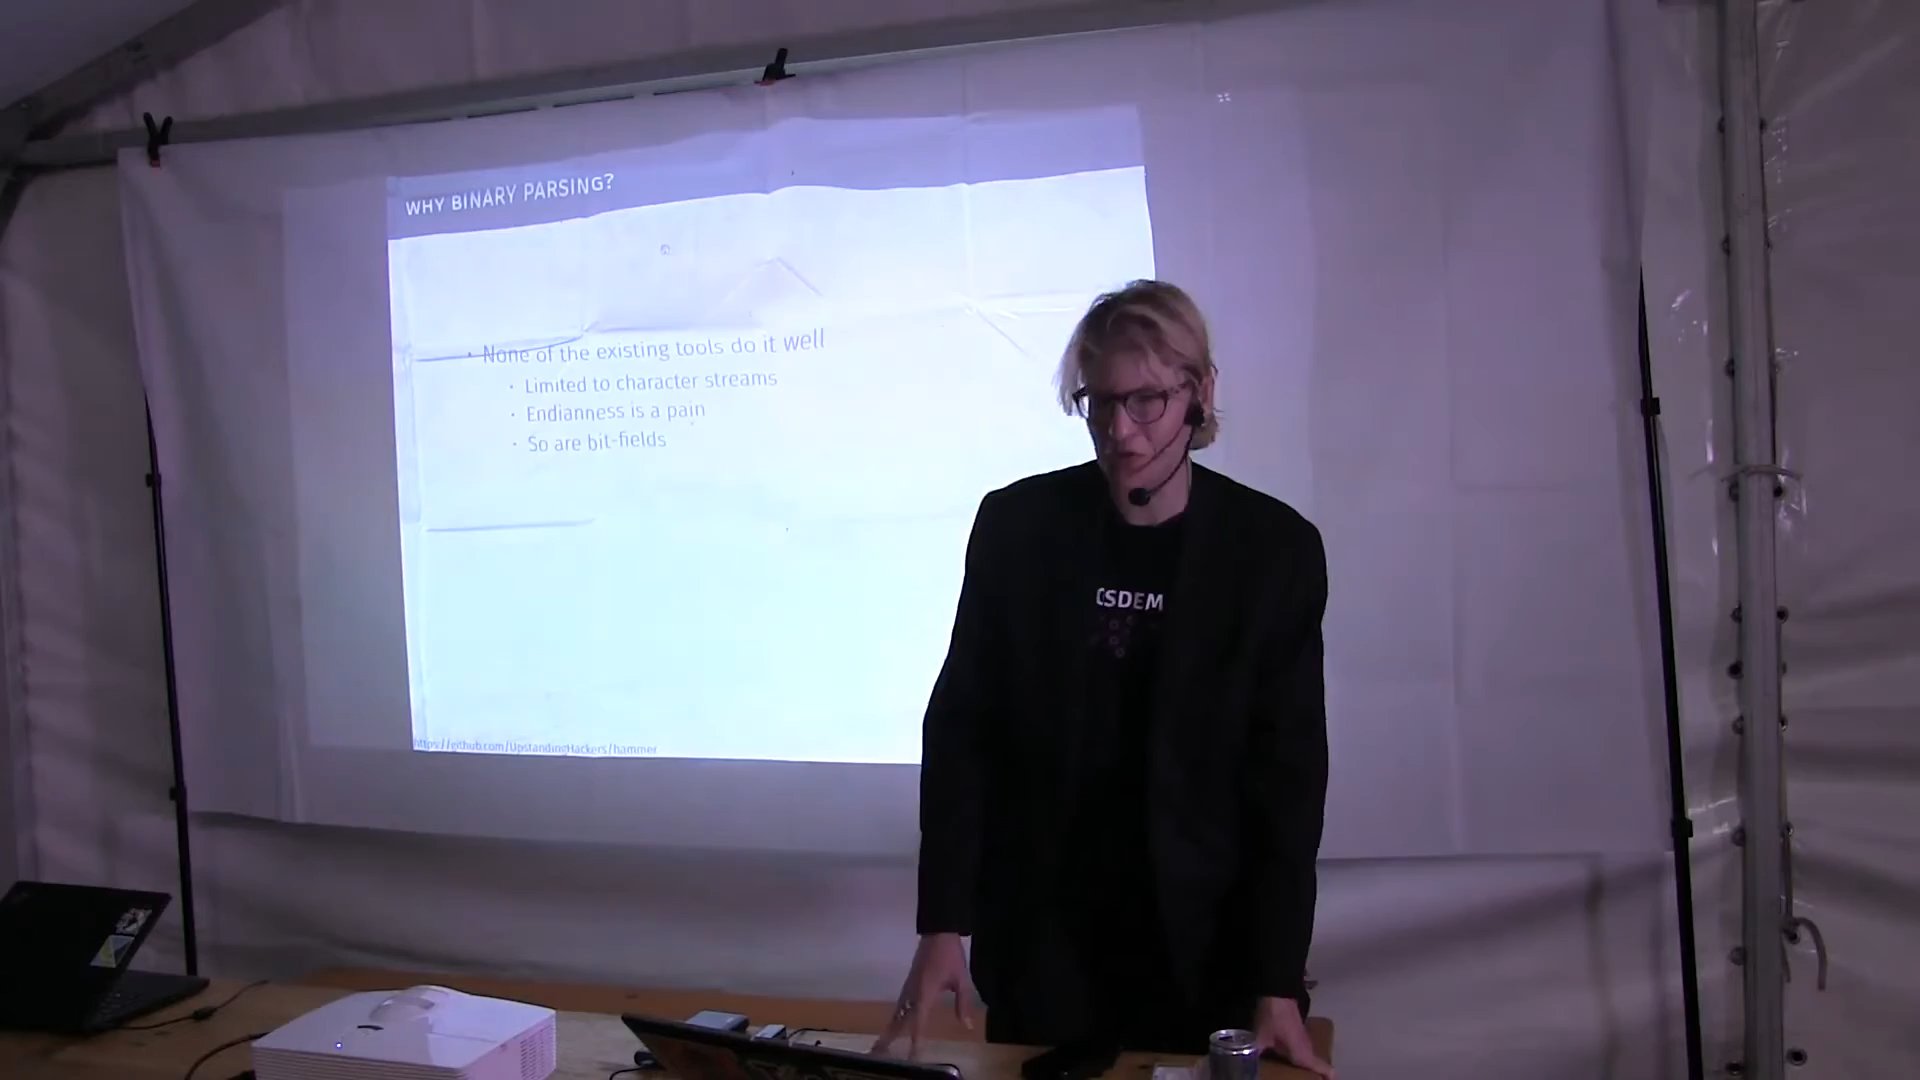 WHY BINARY PARSING?
· None of the existing tools do it well
· Limited to character streams
· Endianness is a pain
· So are bit-fields
https://github.com/UpstandingHackers/hammer
CSDEM